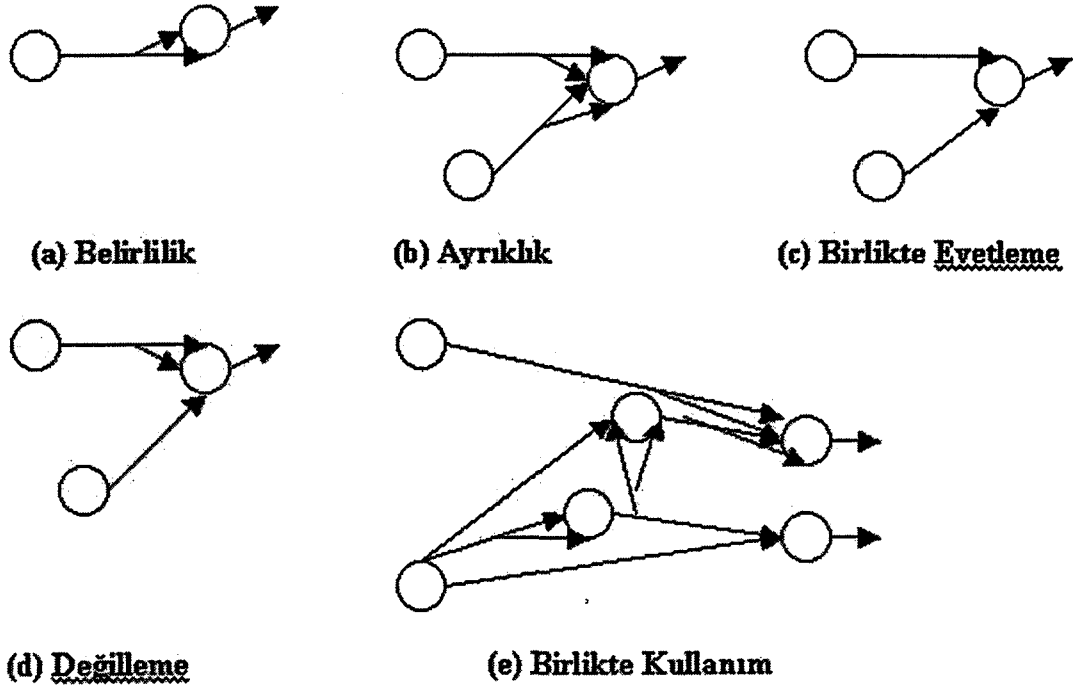 (a) Belirlilik
(b) Ayrıklık
(c) Birlikte Evetleme
(d) Değilleme
(e) Birlikte Kullanım